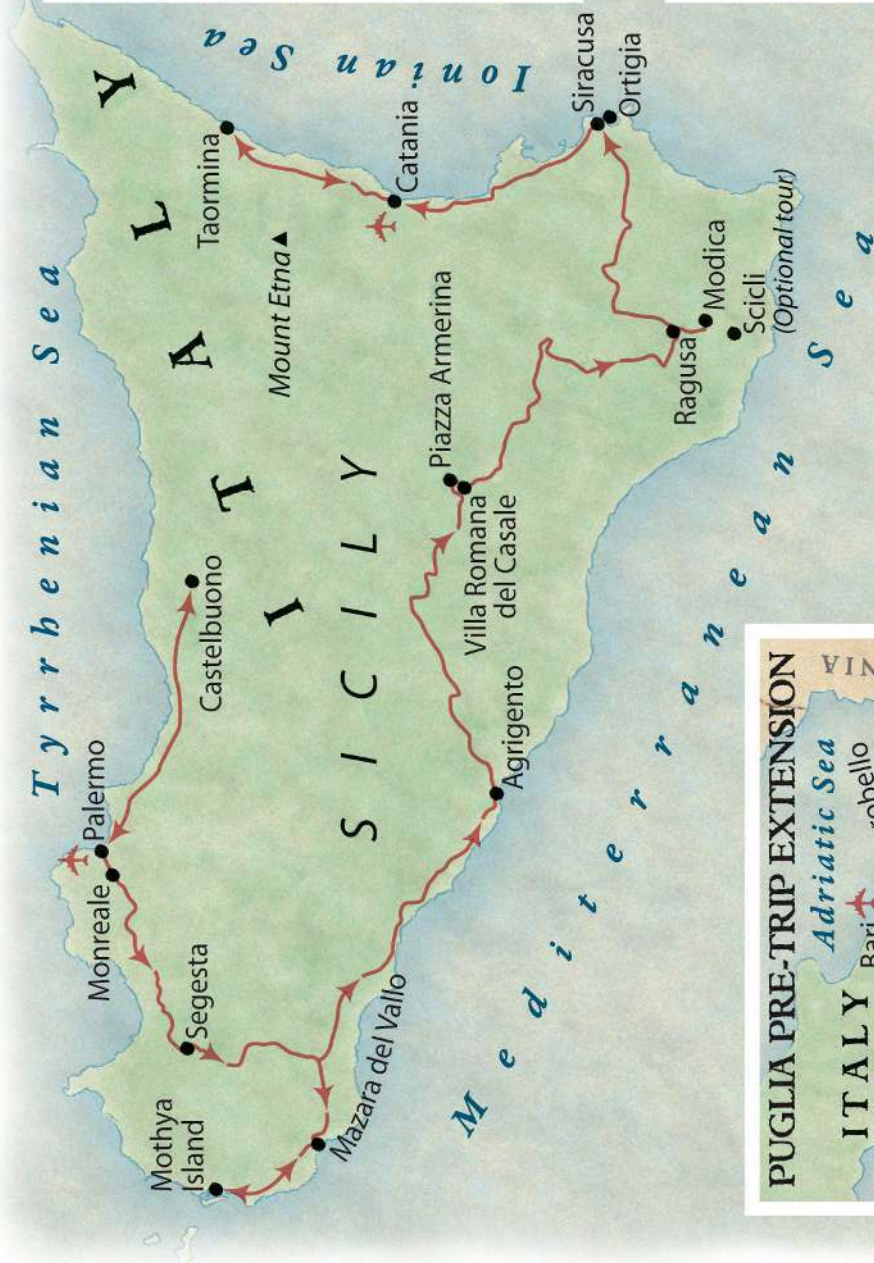 Tyrrhenian Sea
Ionian Sea
Mediterranean Sea
ITALY
SICILY
Palermo
Monreale
Castelbuono
Segesta
Mothya
Island
Mazara del Vallo
Agrigento
Villa Romana
del Casale
Piazza Armerina
Mount Etna
Taormina
Catania
Siracusa
Ortigia
Ragusa
Modica
Scicli
(Optional tour)
PUGLIA PRE-TRIP EXTENSION
Adriatic Sea
ITALY
Bari